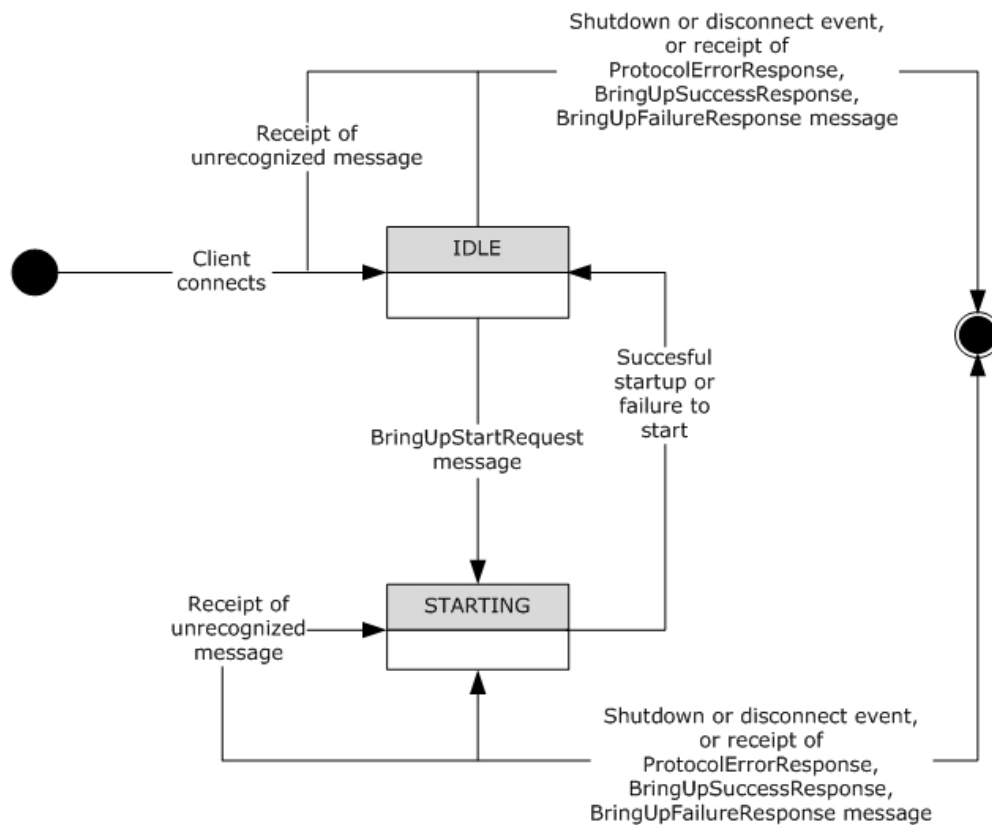 Shutdown or disconnect event,
or receipt of
ProtocolErrorResponse,
BringUpSuccessResponse,
BringUpFailureResponse message
Receipt of
unrecognized message
IDLE
Client
connects
Succesful
startup or
failure to
start
BringUpStartRequest
message
STARTING
Receipt of
unrecognized
message
Shutdown or disconnect event,
or receipt of
ProtocolErrorResponse,
BringUpSuccessResponse,
BringUpFailureResponse message